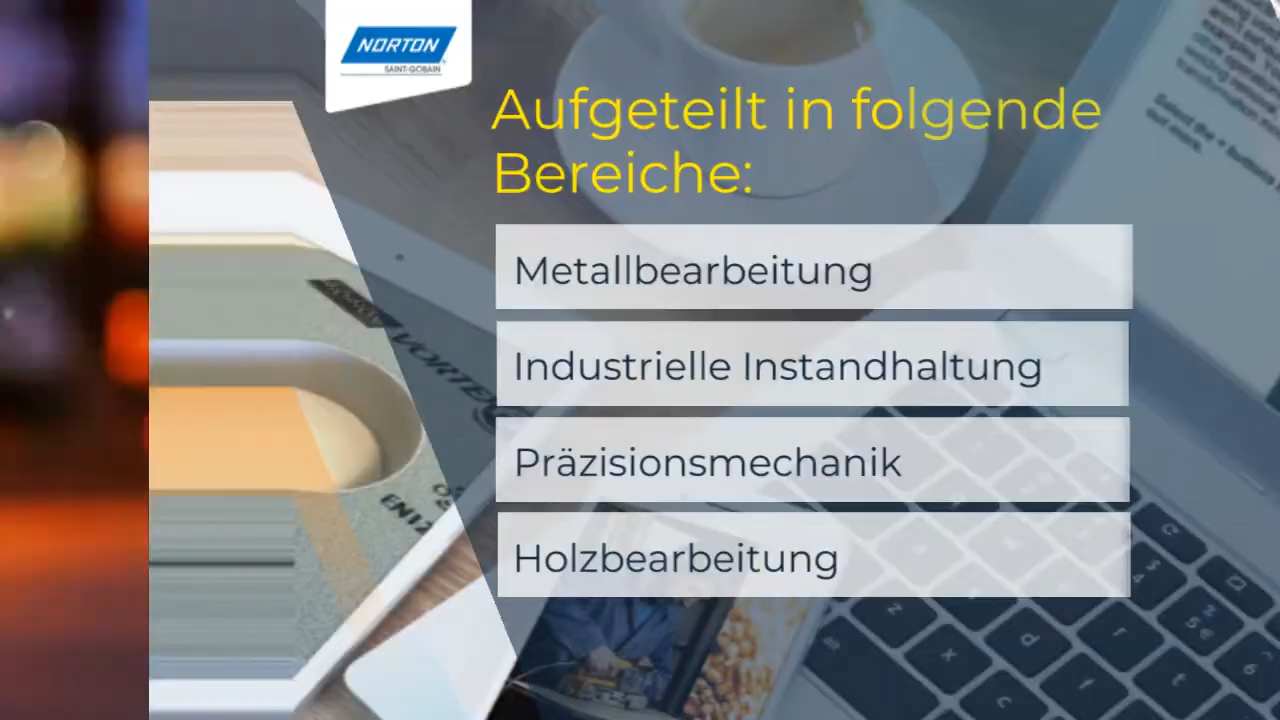 NORTON
SAINT-GOBAIN
Aufgeteilt in folgende
Bereiche:
Metallbearbeitung
Industrielle Instandhaltung
Präzisionsmechanik
Holzbearbeitung